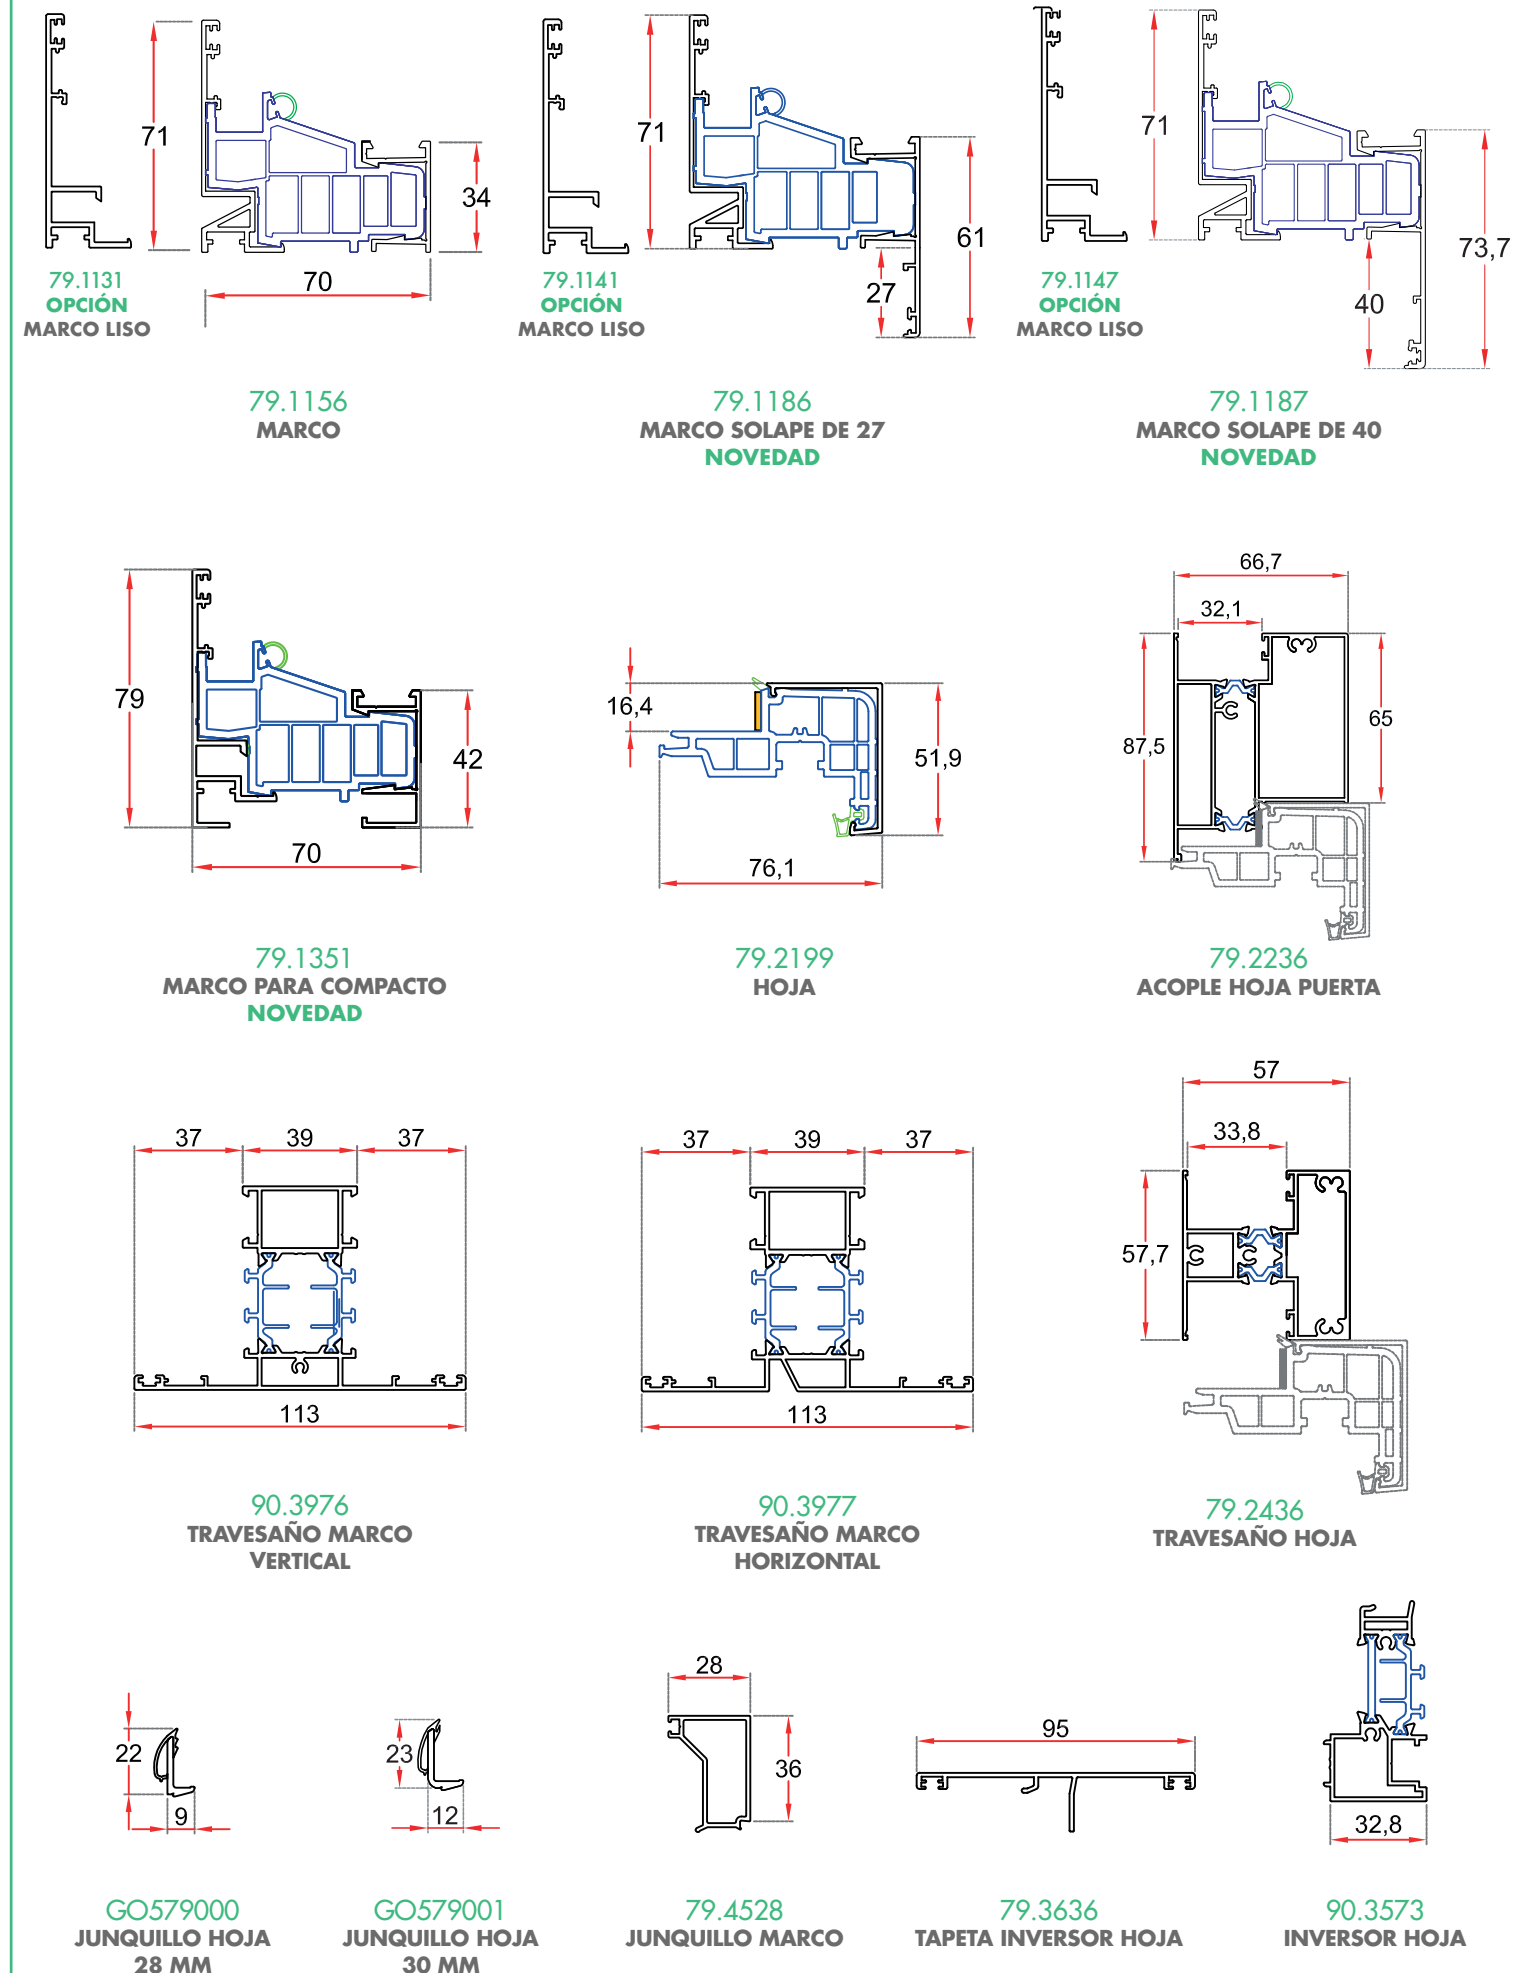 71
34
70
79.1131
OPCIÓN
MARCO LISO
79.1156
MARCO
71
61
27
79.1141
OPCIÓN
MARCO LISO
79.1186
MARCO SOLAPE DE 27
NOVEDAD
71
73,7
40
79.1147
OPCIÓN
MARCO LISO
79.1187
MARCO SOLAPE DE 40
NOVEDAD
79
42
70
79.1351
MARCO PARA COMPACTO
NOVEDAD
16,4
51,9
76,1
79.2199
HOJA
66,7
32,1
87,5
65
79.2236
ACOPLE HOJA PUERTA
37 39 37
113
90.3976
TRAVESAÑO MARCO
VERTICAL
37 39 37
113
90.3977
TRAVESAÑO MARCO
HORIZONTAL
57
33,8
57,7
79.2436
TRAVESAÑO HOJA
22
9
GO579000
JUNQUILLO HOJA
28 MM
23
12
GO579001
JUNQUILLO HOJA
30 MM
28
36
79.4528
JUNQUILLO MARCO
95
79.3636
TAPETA INVERSOR HOJA
32,8
90.3573
INVERSOR HOJA